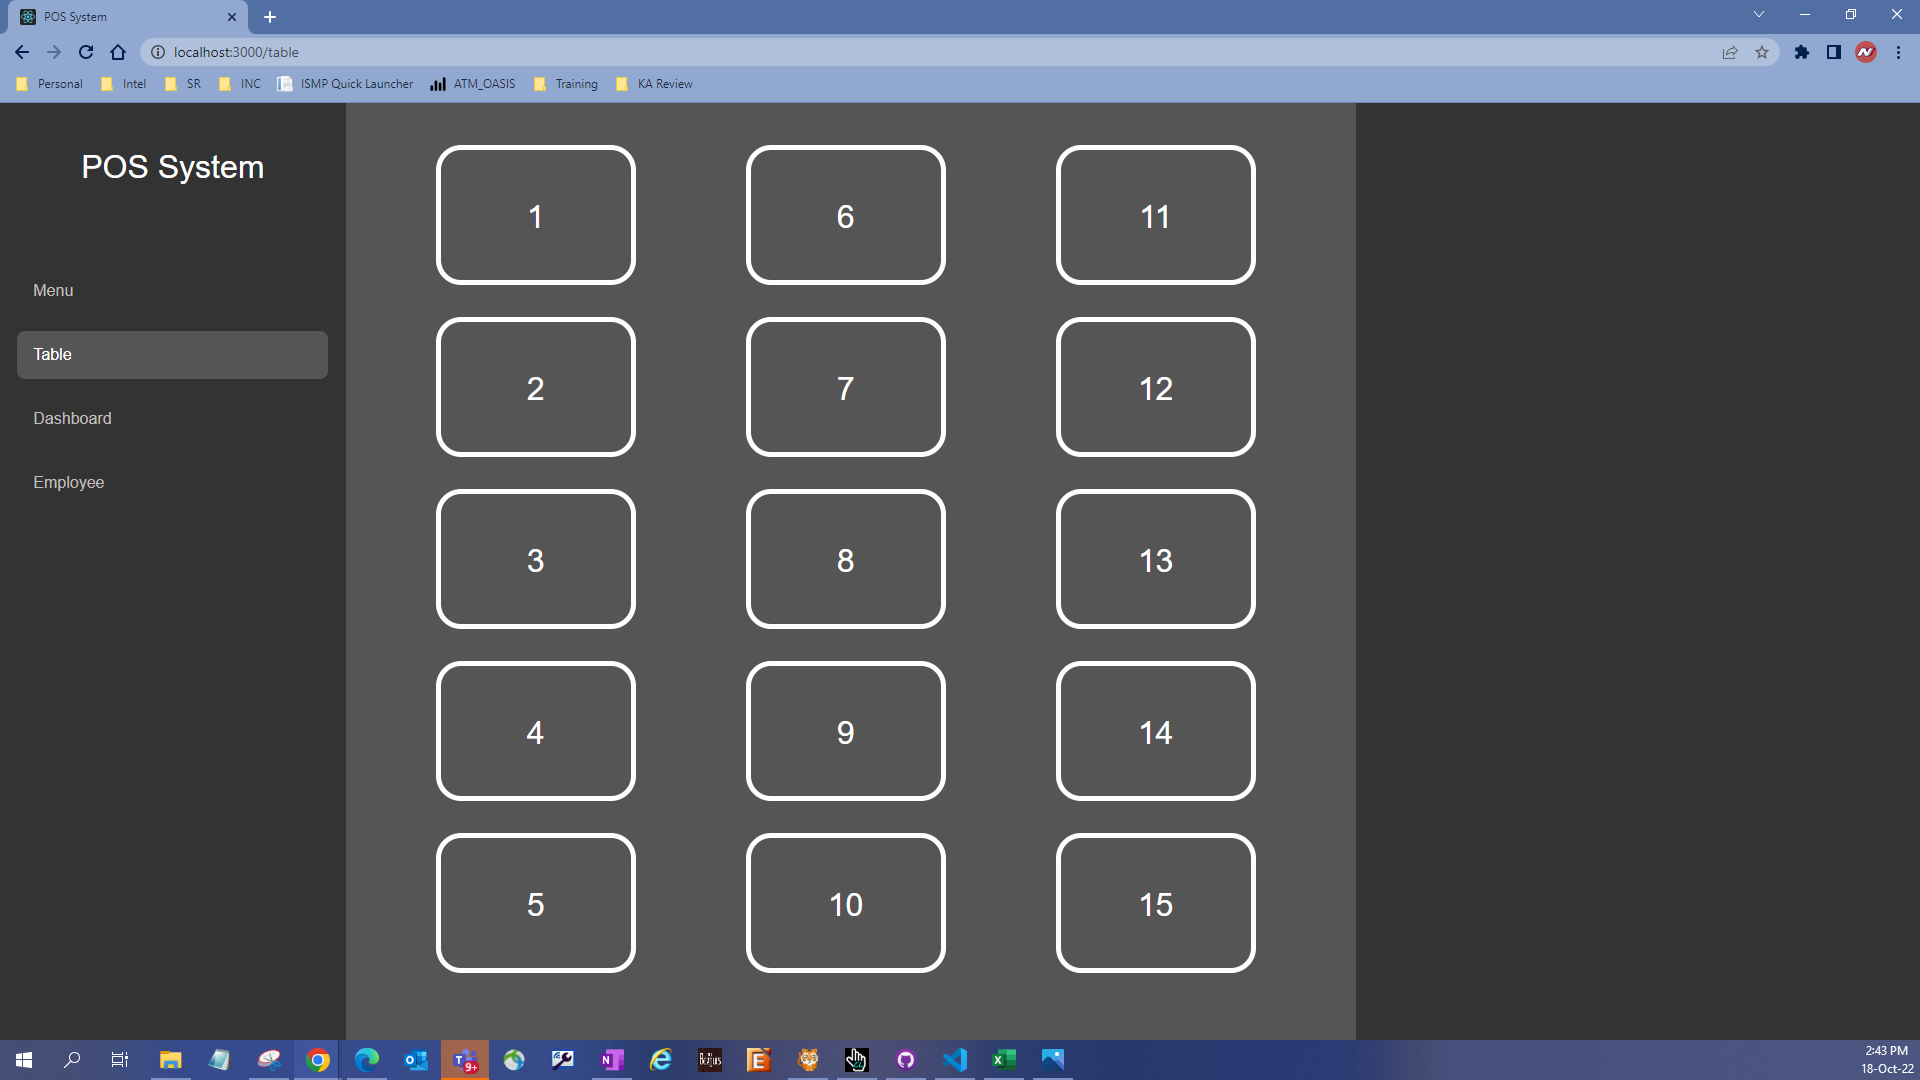 POS System
localhost:3000/table
Personal Intel SR INC ISMP Quick Launcher ATM_OASIS Training KA Review
POS System
Menu
Table
Dashboard
Employee
1 6 11
2 7 12
3 8 13
4 9 14
5 10 15
9+
2:43 PM
18-Oct-22